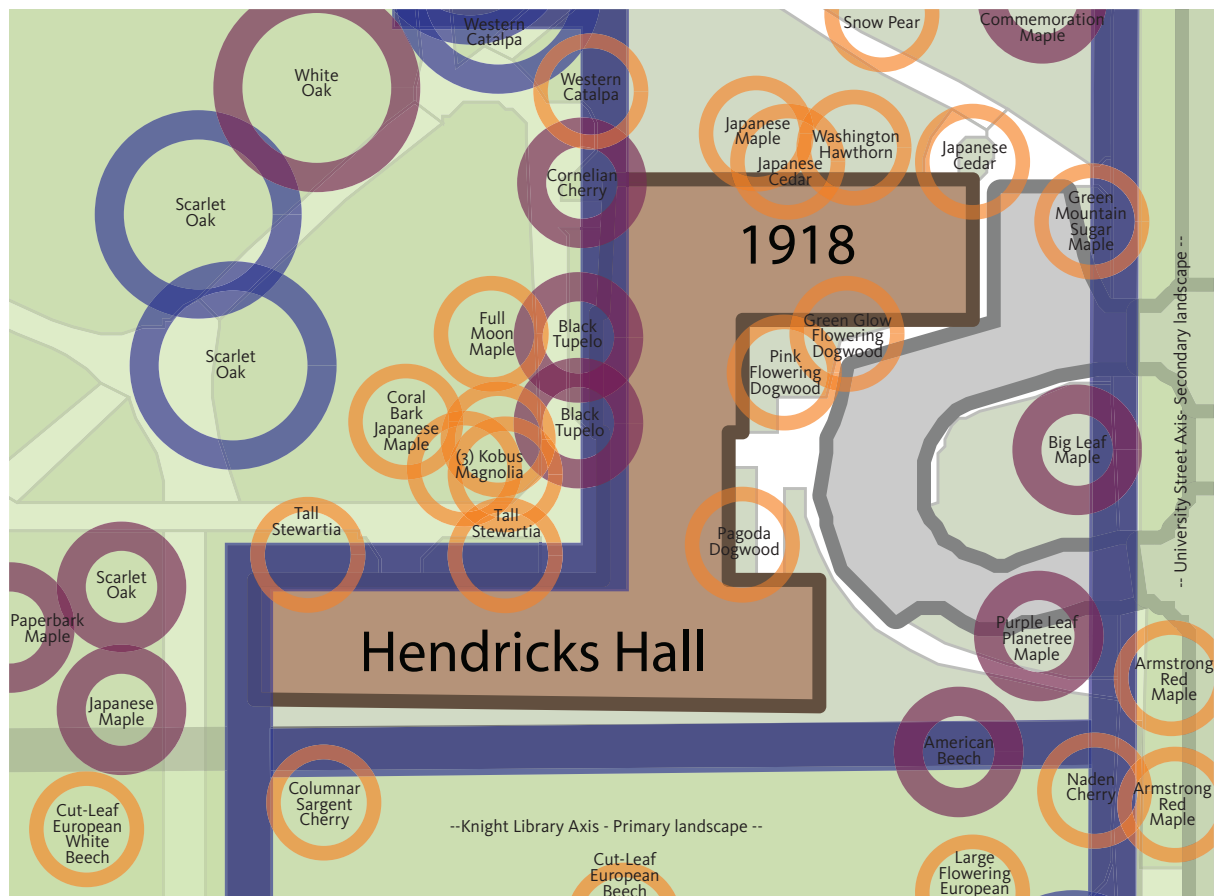 Western
Catalpa
Snow Pear
Commemoration
Maple
White
Oak
Western
Catalpa
Japanese
Maple
Washington
Hawthorn
Japanese
Cedar
Japanese
Cedar
Cornelian
Cherry
Scarlet
Oak
Green
Mountain
Sugar
Maple
1918
Full
Moon
Maple
Black
Tupelo
Green Glow
Flowering
Dogwood
Pink
Flowering
Dogwood
Scarlet
Oak
Coral
Bark
Japanese
Maple
Black
Tupelo
(3) Kobus
Magnolia
Big Leaf
Maple
-- University Street Axis- Secondary landscape --
Tall
Stewartia
Tall
Stewartia
Pagoda
Dogwood
Scarlet
Oak
Paperbark
Maple
Purple Leaf
Planetree
Maple
Hendricks Hall
Armstrong
Red
Maple
Japanese
Maple
American
Beech
Columnar
Sargent
Cherry
Naden
Cherry
Armstrong
Red
Maple
Cut-Leaf
European
White
Beech
--Knight Library Axis - Primary landscape --
Cut-Leaf
European
Beech
Large
Flowering
European